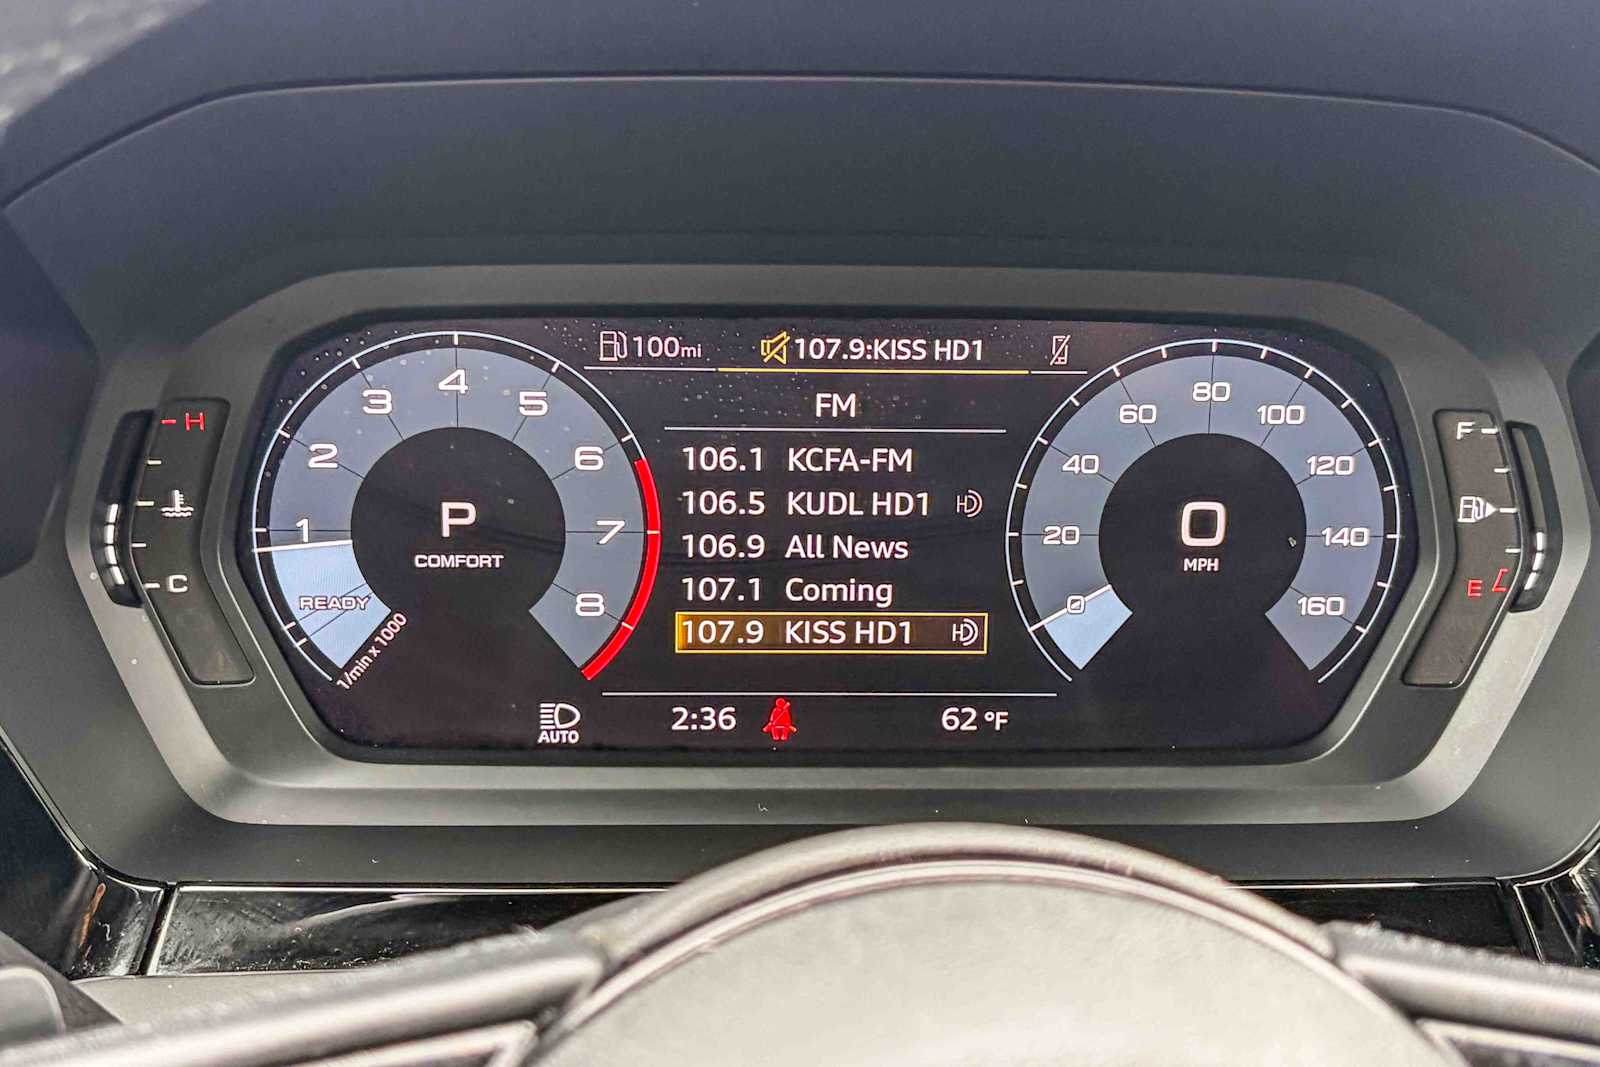 100mi
107.9:KISS HD1
FM
106.1 KCFA-FM
106.5 KUDL HD1 HD
106.9 All News
107.1 Coming
107.9 KISS HD1 HD
2:36
62 °F
AUTO
H
C
1
2
3
4
5
6
7
8
READY
1/min x 1000
P
COMFORT
0
20
40
60
80
100
120
140
160
0
MPH
F
E